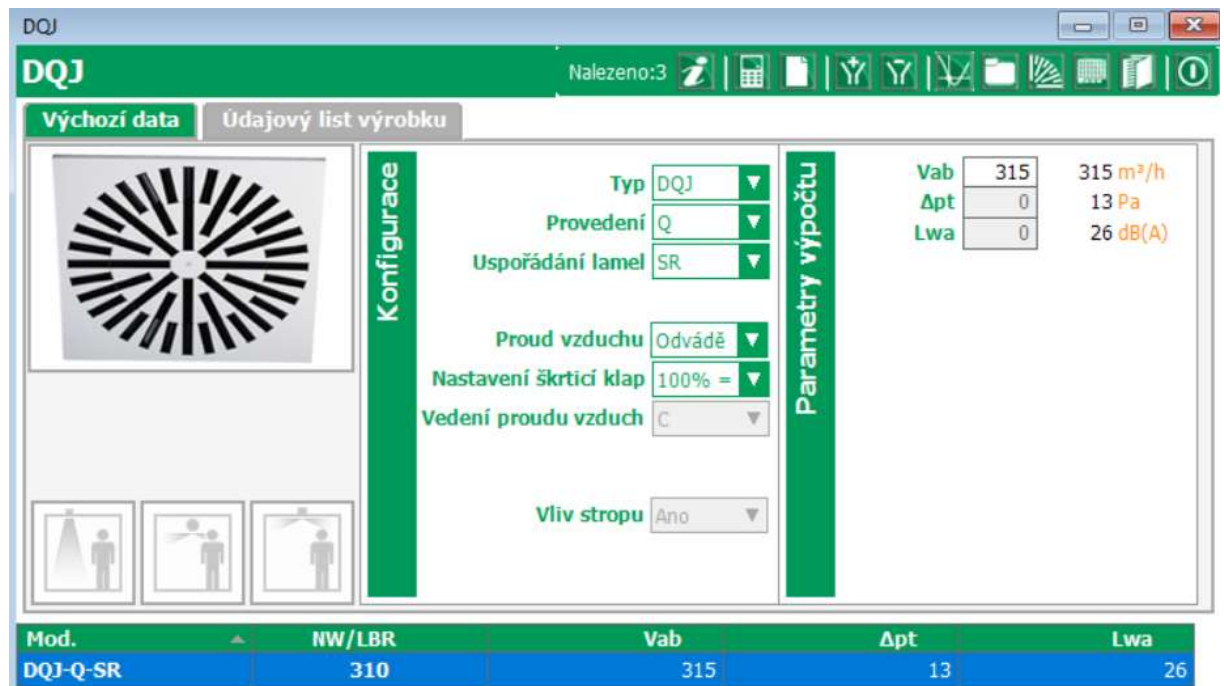 DQJ
DQJ
Nalezeno:3
Výchozí data
Údajový list výrobku
Konfigurace
Typ DQJ
Provedení Q
Uspořádání lamel SR
Proud vzduchu Odvádě
Nastavení škrticí klap 100% =
Vedení proudu vzduch C
Vliv stropu Ano
Parametry výpočtu
Vab 315 315 m³/h
Δpt 0 13 Pa
Lwa 0 26 dB(A)
Mod. NW/LBR Vab Δpt Lwa
DQJ-Q-SR 310 315 13 26